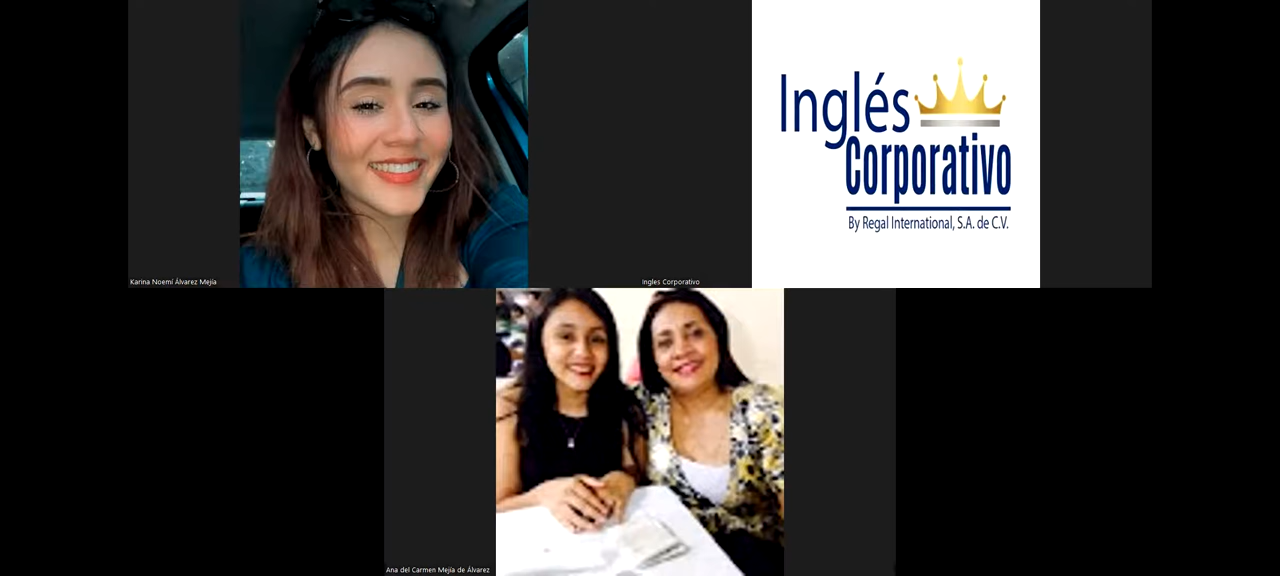 Inglés
Corporativo
By Regal International, S.A. de C.V.
Karina Noemí Álvarez Mejía
Ingles Corporativo
Ana del Carmen Mejía de Álvarez